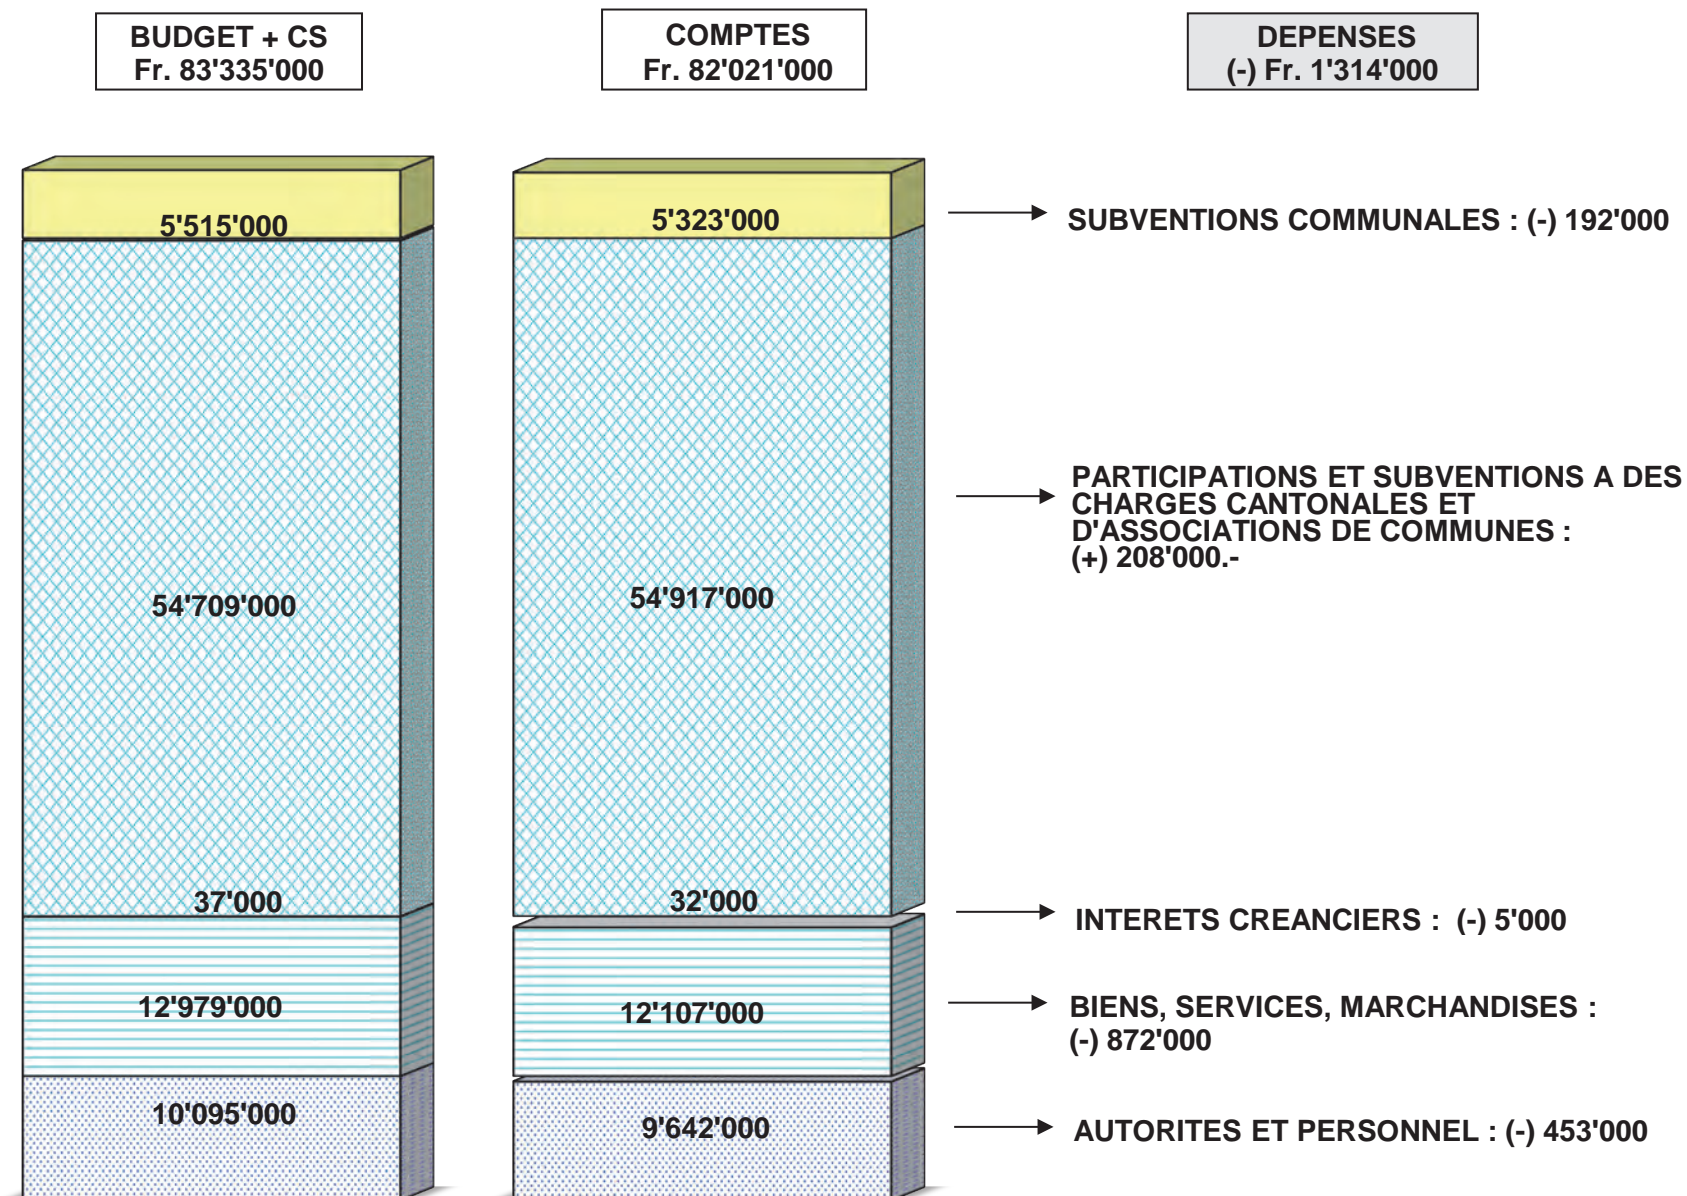 BUDGET + CS
Fr. 83'335'000
COMPTES
Fr. 82'021'000
DEPENSES
(-) Fr. 1'314'000
5'515'000
5'323'000
SUBVENTIONS COMMUNALES : (-) 192'000
54'709'000
54'917'000
PARTICIPATIONS ET SUBVENTIONS A DES
CHARGES CANTONALES ET
D'ASSOCIATIONS DE COMMUNES :
(+) 208'000.-
37'000
32'000
INTERETS CREANCIERS : (-) 5'000
12'979'000
12'107'000
BIENS, SERVICES, MARCHANDISES :
(-) 872'000
10'095'000
9'642'000
AUTORITES ET PERSONNEL : (-) 453'000